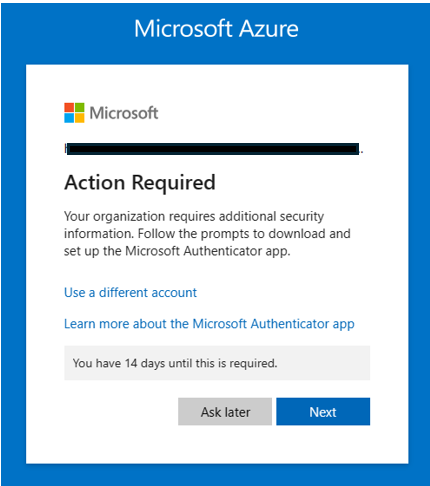 Microsoft Azure
Microsoft
Action Required
Your organization requires additional security
information. Follow the prompts to download and
set up the Microsoft Authenticator app.
Use a different account
Learn more about the Microsoft Authenticator app
You have 14 days until this is required.
Ask later
Next